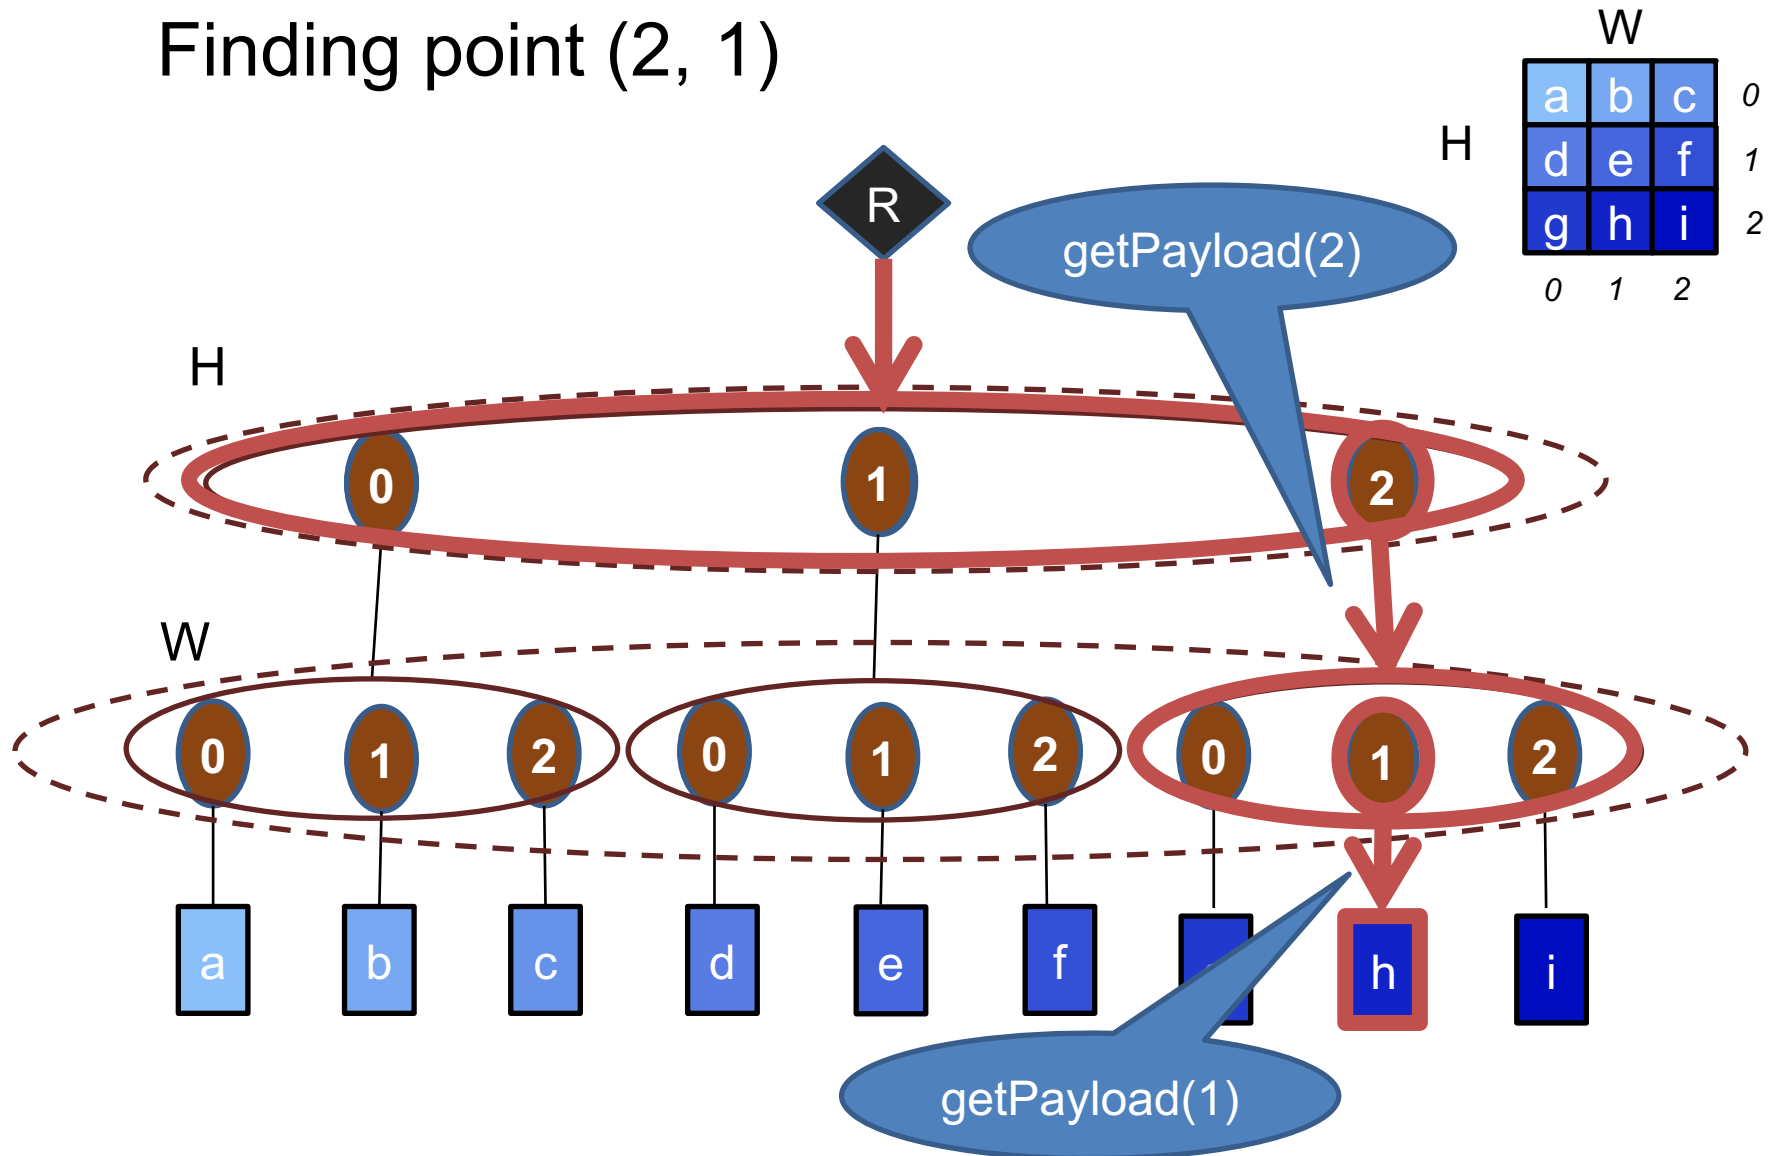 Finding point (2, 1)
W
a b c 0
H
d e f 1
g h i 2
0 1 2
R
getPayload(2)
H
0 1 2
W
0 1 2 0 1 2 0 1 2
a b c d e f h i
getPayload(1)